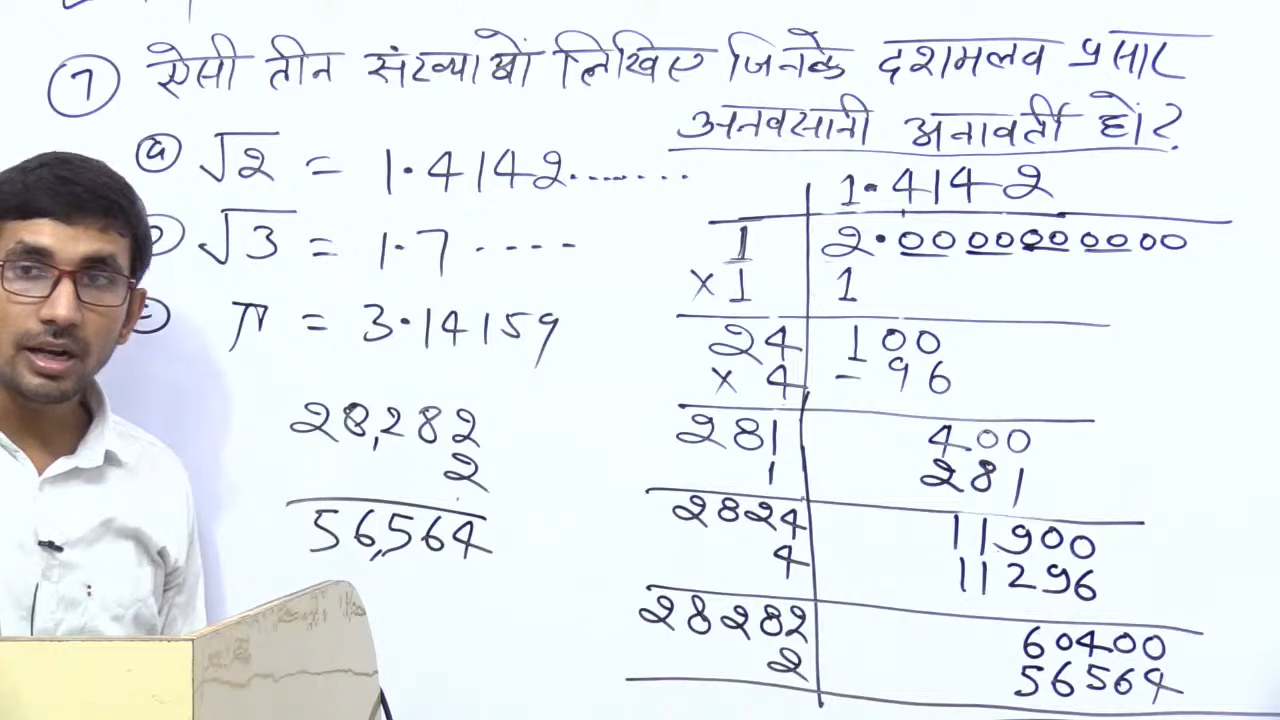 ⑦ ऐसी तीन संख्याओं लिखिए जिनके दशमलव प्रसार
अनवसानी अनावर्ती हों?
ⓐ √2 = 1.4142.......
√3 = 1.7 ....
π = 3.14159
28,282
2
56,564
1.4142
1 2.0000000000
×1 1
24 100
× 4 - 96
281 400
1 281
2824 11900
4 11296
28282 60400
2 56564